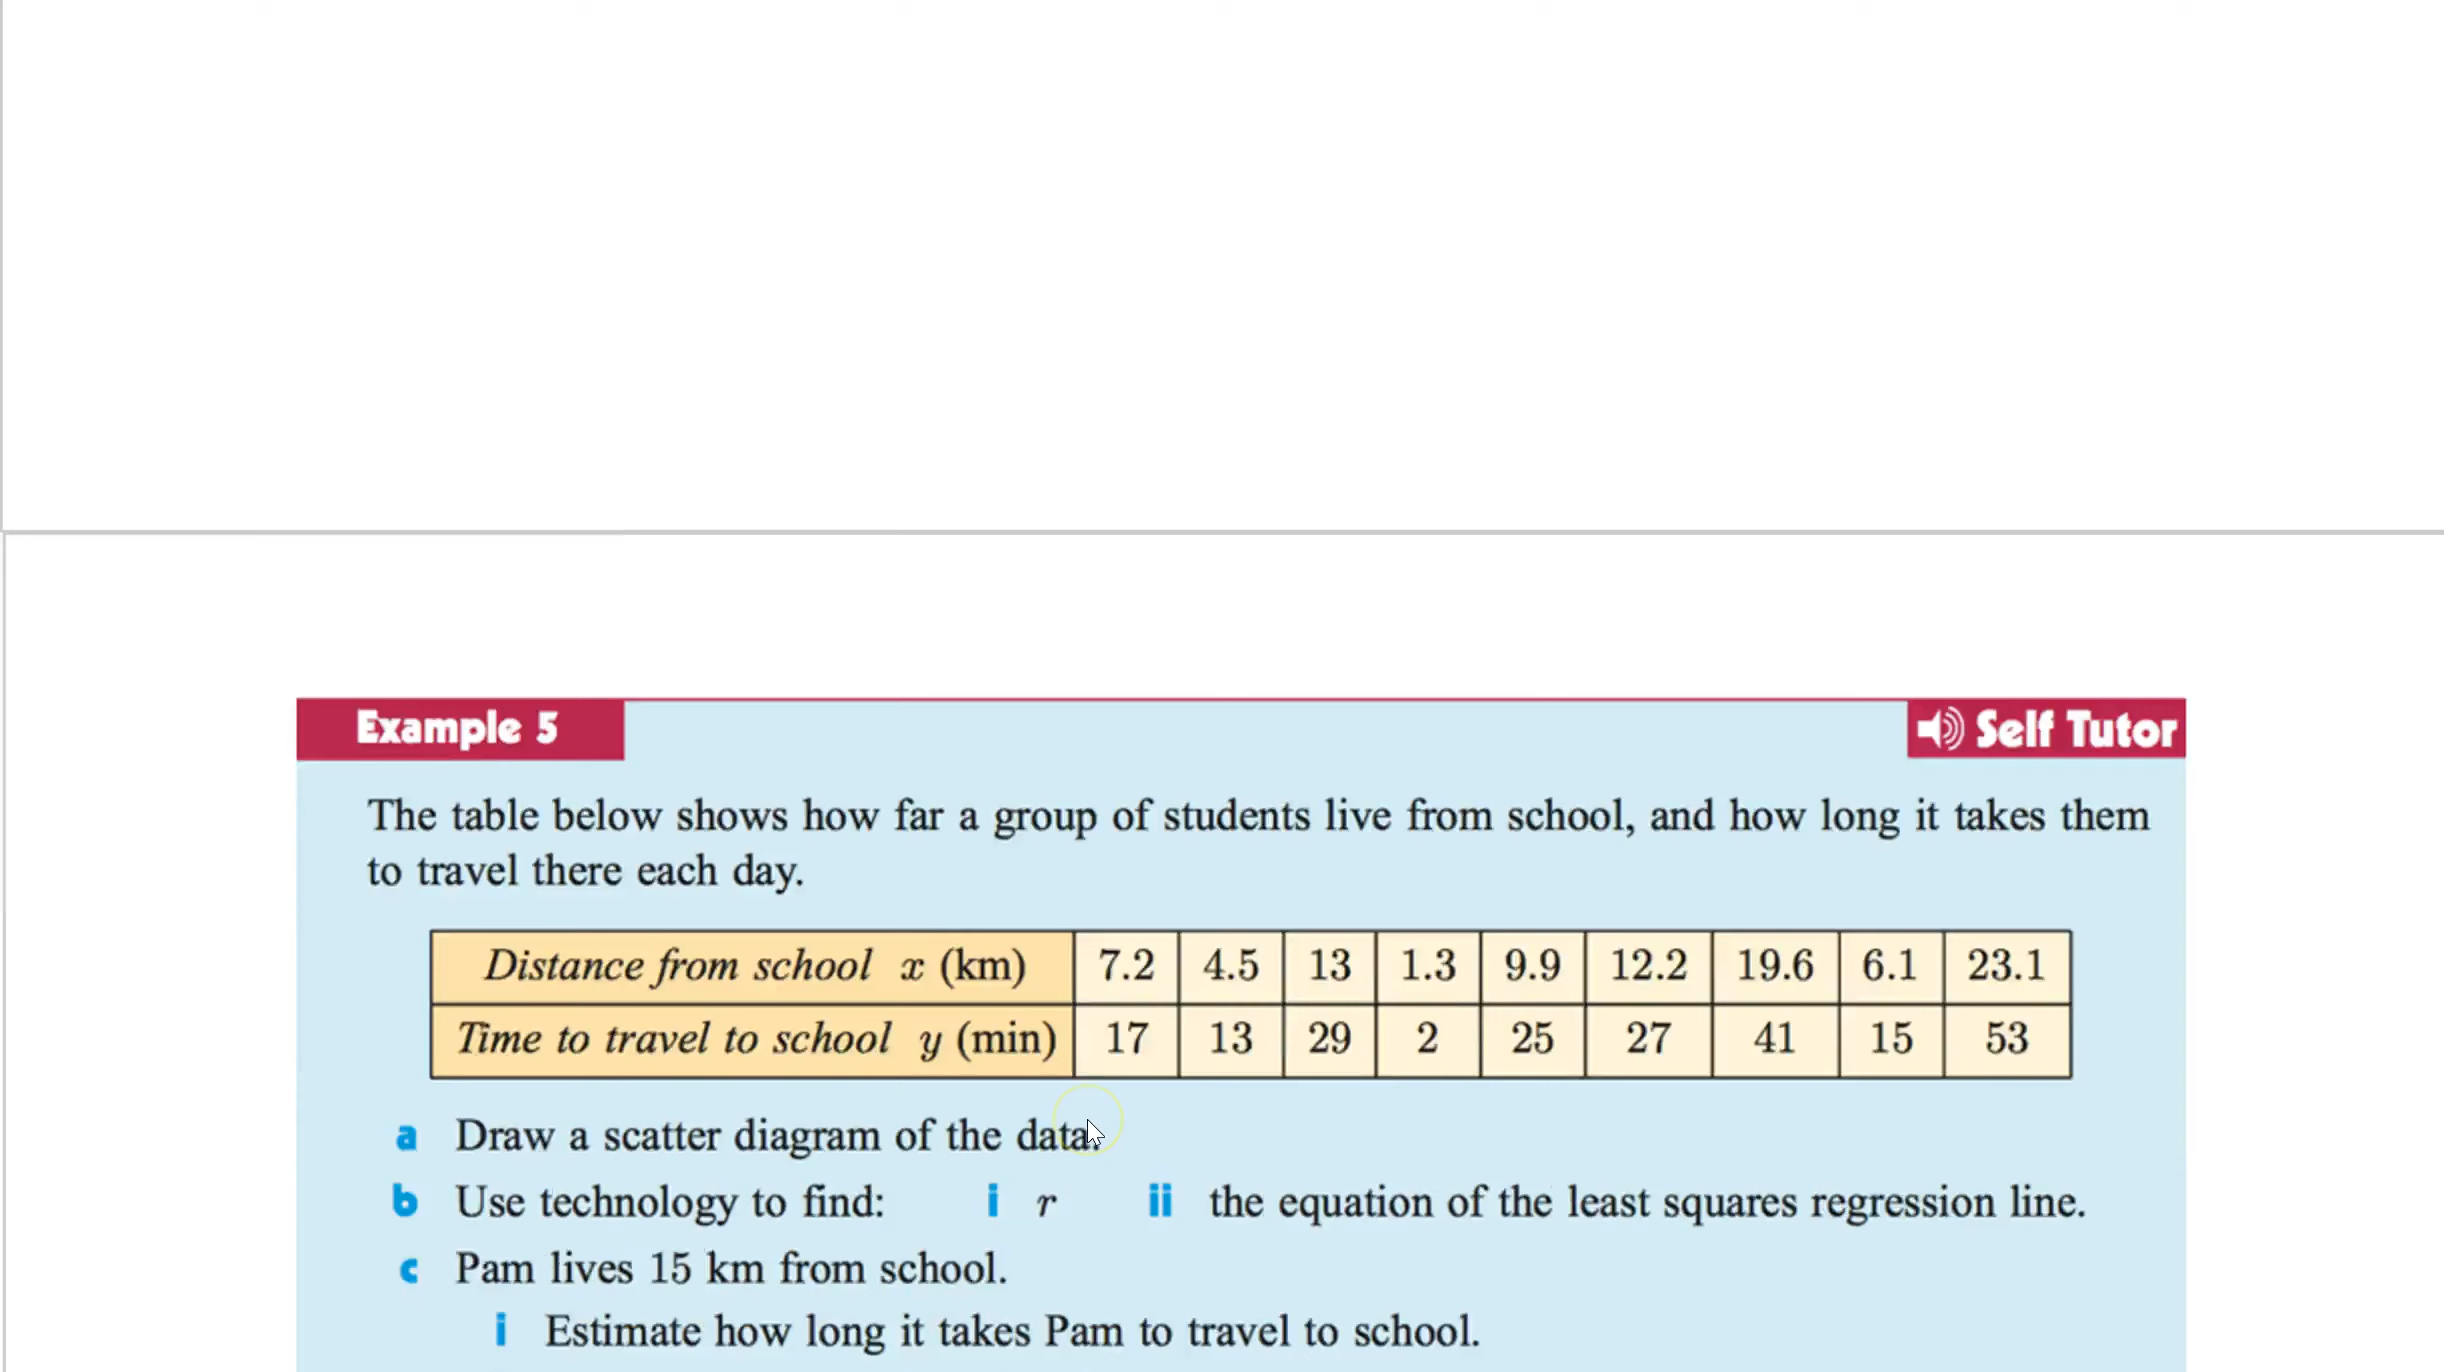 Example 5
Self Tutor
The table below shows how far a group of students live from school, and how long it takes them
to travel there each day.
Distance from school x (km) 7.2 4.5 13 1.3 9.9 12.2 19.6 6.1 23.1
Time to travel to school y (min) 17 13 29 2 25 27 41 15 53
a Draw a scatter diagram of the data.
b Use technology to find: i r ii the equation of the least squares regression line.
c Pam lives 15 km from school.
i Estimate how long it takes Pam to travel to school.